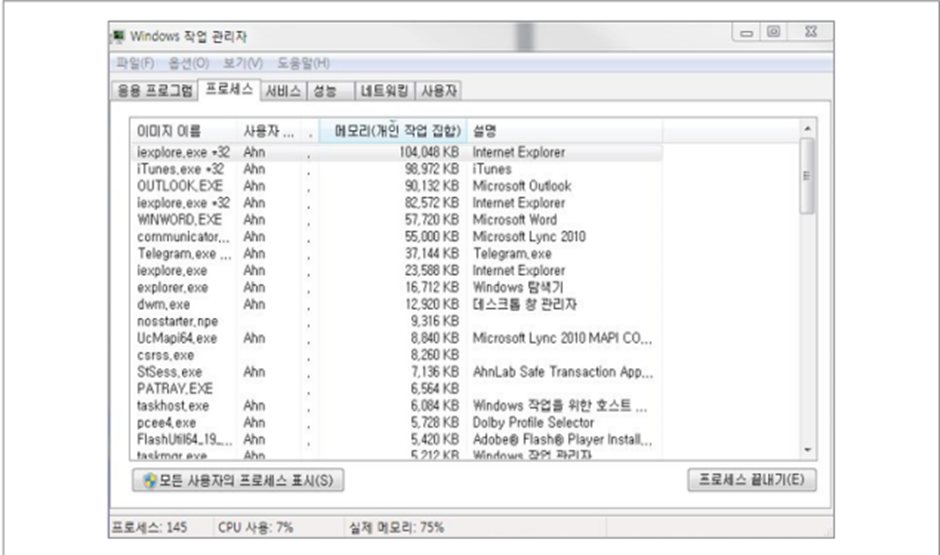 Windows 작업 관리자
파일(F) 옵션(O) 보기(V) 도움말(H)
응용 프로그램 프로세스 서비스 성능 네트워킹 사용자
이미지 이름 사용자 ... . 메모리(개인 작업 집합) 설명
iexplore.exe *32 Ahn . 104,048 KB Internet Explorer
iTunes.exe *32 Ahn . 98,972 KB iTunes
OUTLOOK.EXE Ahn . 90,132 KB Microsoft Outlook
iexplore.exe *32 Ahn . 82,572 KB Internet Explorer
WINWORD.EXE Ahn . 57,720 KB Microsoft Word
communicator... Ahn . 55,000 KB Microsoft Lync 2010
Telegram.exe ... Ahn . 37,144 KB Telegram.exe
iexplore.exe Ahn . 23,588 KB Internet Explorer
explorer.exe Ahn . 16,712 KB Windows 탐색기
dwm.exe Ahn . 12,920 KB 데스크톱 창 관리자
nosstarter.npe . 9,316 KB
UcMapi64.exe Ahn . 8,840 KB Microsoft Lync 2010 MAPI CO...
csrss.exe . 8,260 KB
StSess.exe Ahn . 7,136 KB AhnLab Safe Transaction App...
PATRAY.EXE . 6,564 KB
taskhost.exe Ahn . 6,084 KB Windows 작업을 위한 호스트 ...
pcee4.exe Ahn . 5,728 KB Dolby Profile Selector
FlashUtil64_19_... Ahn . 5,420 KB Adobe® Flash® Player Install...
taskmgr.exe Ahn . 5,212 KB Windows 작업 관리자
모든 사용자의 프로세스 표시(S) 프로세스 끝내기(E)
프로세스: 145 CPU 사용: 7% 실제 메모리: 75%